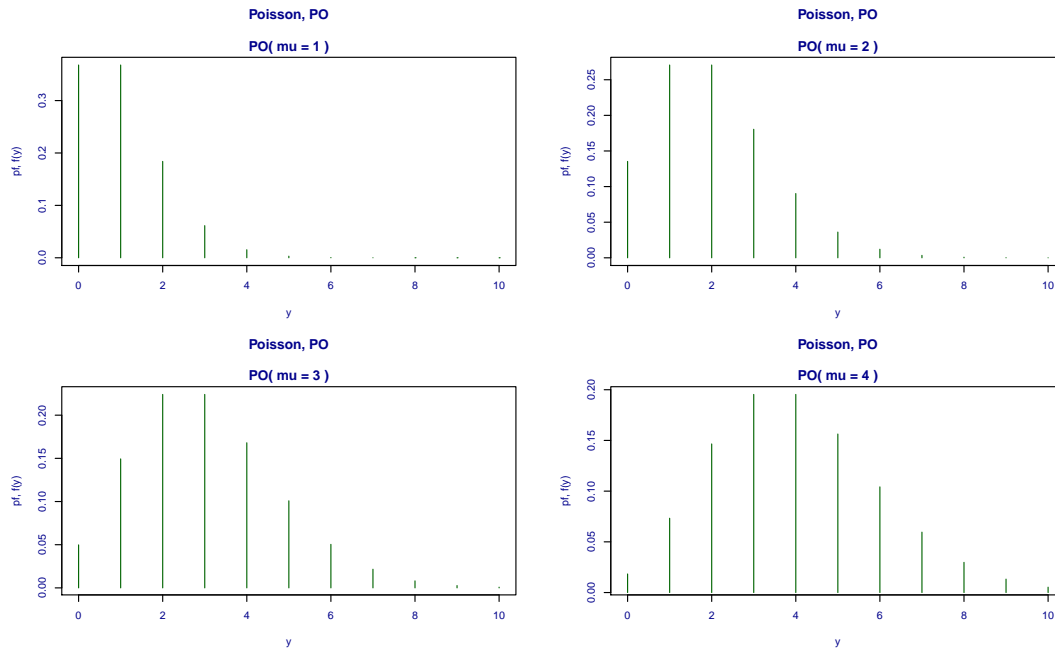 Poisson, PO
PO( mu = 1 )
0.3
0.2
0.1
0.0
pf, f(y)
0 2 4 6 8 10
y
Poisson, PO
PO( mu = 2 )
0.25
0.20
0.15
0.10
0.05
0.00
pf, f(y)
0 2 4 6 8 10
y
Poisson, PO
PO( mu = 3 )
0.20
0.15
0.10
0.05
0.00
pf, f(y)
0 2 4 6 8 10
y
Poisson, PO
PO( mu = 4 )
0.20
0.15
0.10
0.05
0.00
pf, f(y)
0 2 4 6 8 10
y